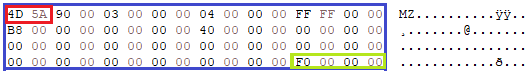 4D 5A 90 00 03 00 00 00 04 00 00 00 FF FF 00 00 MZ..........ÿÿ..
B8 00 00 00 00 00 00 00 40 00 00 00 00 00 00 00 ¸.......@.......
00 00 00 00 00 00 00 00 00 00 00 00 00 00 00 00 ................
00 00 00 00 00 00 00 00 00 00 00 00 F0 00 00 00 ............ð...